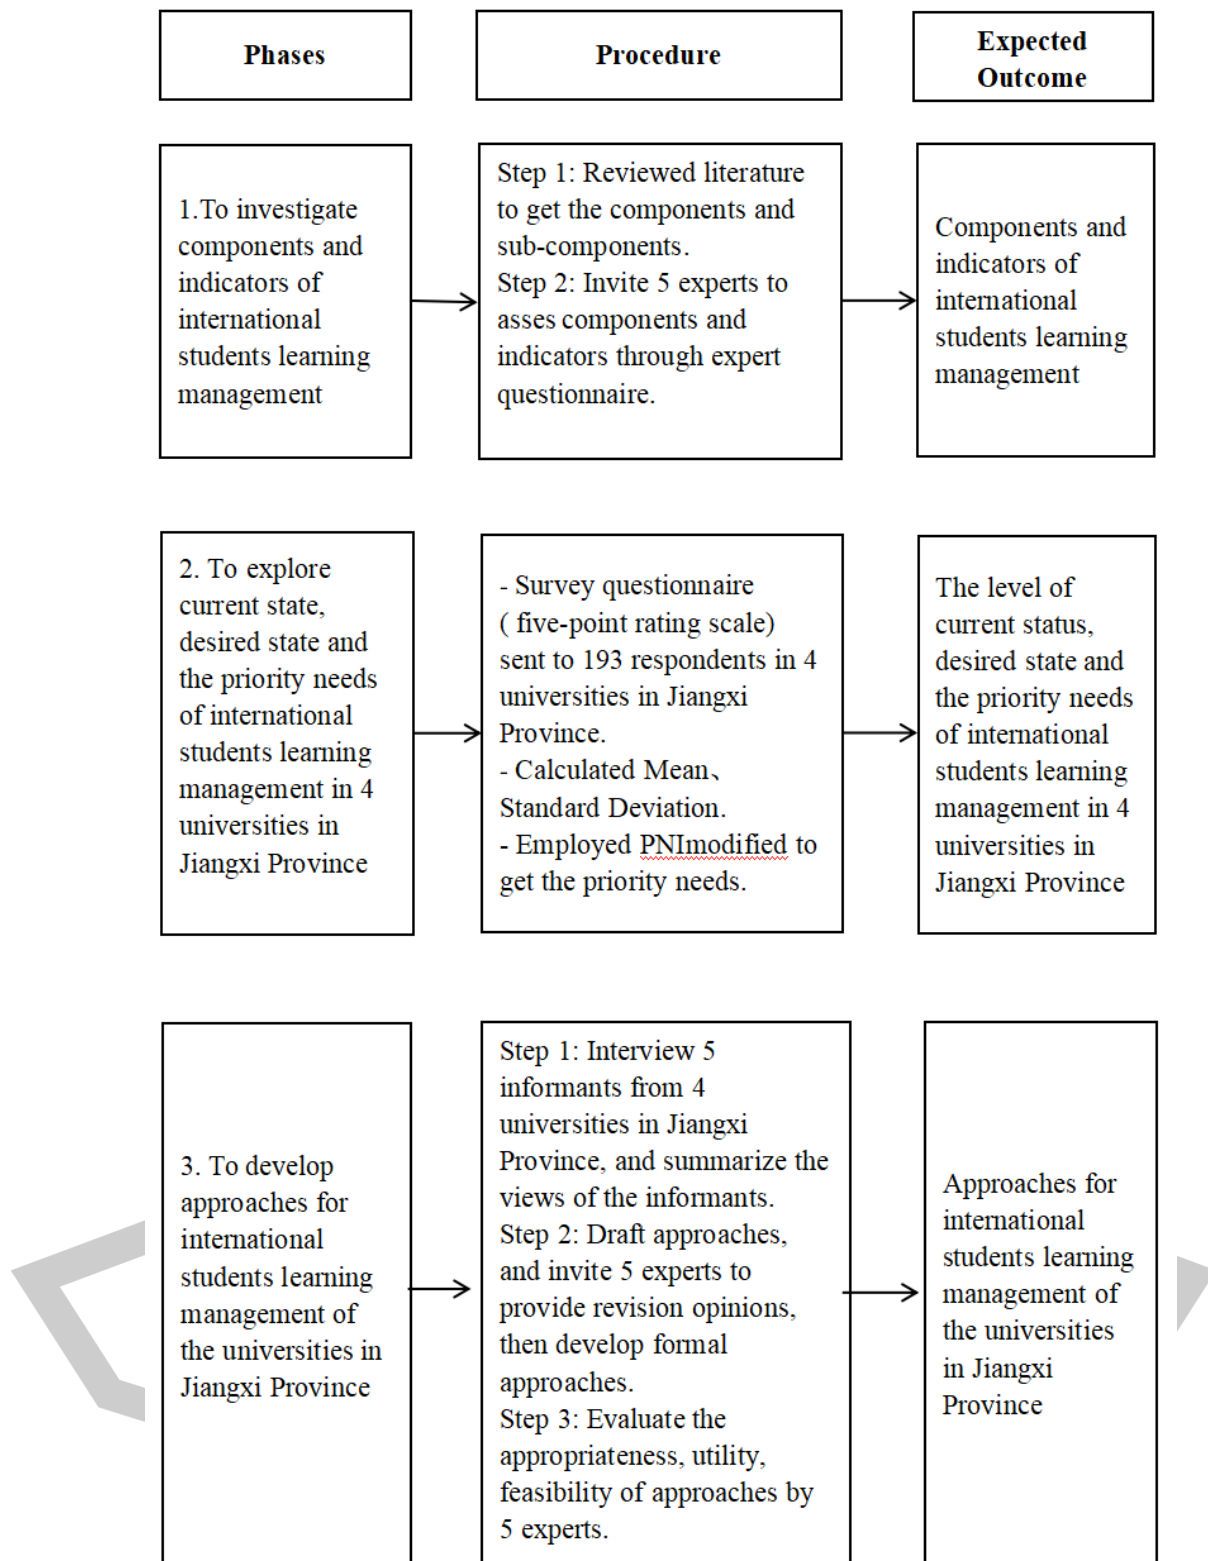 Phases
Procedure
Expected
Outcome
1.To investigate
components and
indicators of
international
students learning
management
Step 1: Reviewed literature
to get the components and
sub-components.
Step 2: Invite 5 experts to
asses components and
indicators through expert
questionnaire.
Components and
indicators of
international
students learning
management
2. To explore
current state,
desired state and
the priority needs
of international
students learning
management in 4
universities in
Jiangxi Province
- Survey questionnaire
( five-point rating scale)
sent to 193 respondents in 4
universities in Jiangxi
Province.
- Calculated Mean、
Standard Deviation.
- Employed PNImodified to
get the priority needs.
The level of
current status,
desired state and
the priority needs
of international
students learning
management in 4
universities in
Jiangxi Province
3. To develop
approaches for
international
students learning
management of
the universities in
Jiangxi Province
Step 1: Interview 5
informants from 4
universities in Jiangxi
Province, and summarize the
views of the informants.
Step 2: Draft approaches,
and invite 5 experts to
provide revision opinions,
then develop formal
approaches.
Step 3: Evaluate the
appropriateness, utility,
feasibility of approaches by
5 experts.
Approaches for
international
students learning
management of
the universities
in Jiangxi
Province